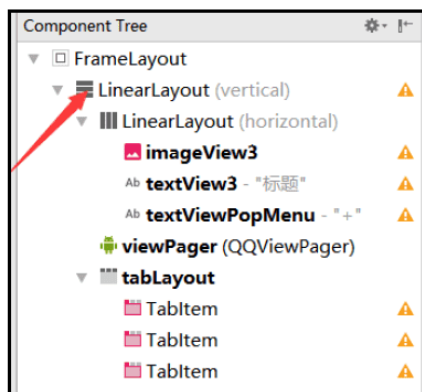 Component Tree
FrameLayout
LinearLayout (vertical)
LinearLayout (horizontal)
imageView3
Ab textView3 - "标题"
Ab textViewPopMenu - "+"
viewPager (QQViewPager)
tabLayout
TabItem
TabItem
TabItem